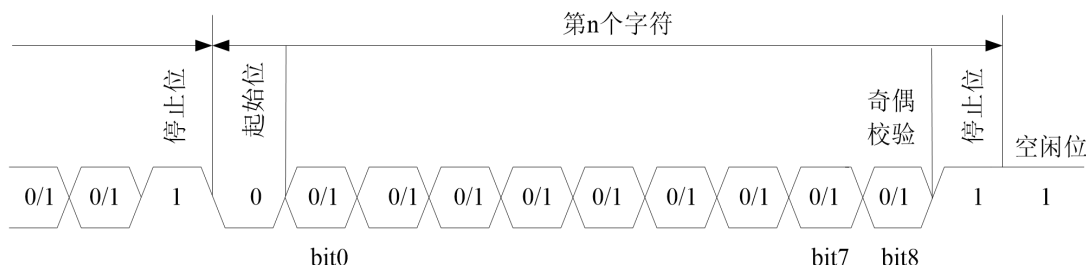 第n个字符
停止位
起始位
奇偶
校验
停止位
空闲位
0/1 0/1 1 0 0/1 0/1 0/1 0/1 0/1 0/1 0/1 0/1 0/1 1 1
bit0 bit7 bit8